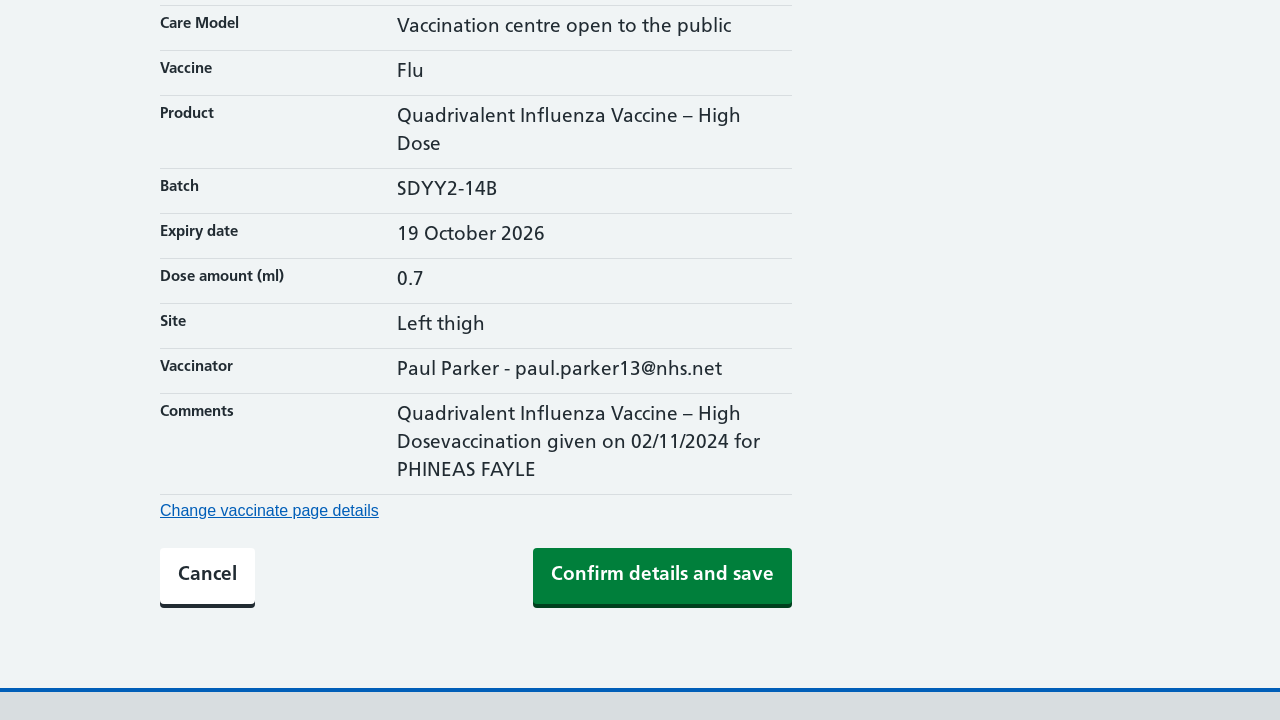 Care Model
Vaccination centre open to the public
Vaccine
Flu
Product
Quadrivalent Influenza Vaccine – High
Dose
Batch
SDYY2-14B
Expiry date
19 October 2026
Dose amount (ml)
0.7
Site
Left thigh
Vaccinator
Paul Parker - paul.parker13@nhs.net
Comments
Quadrivalent Influenza Vaccine – High
Dosevaccination given on 02/11/2024 for
PHINEAS FAYLE
Change vaccinate page details
Cancel
Confirm details and save